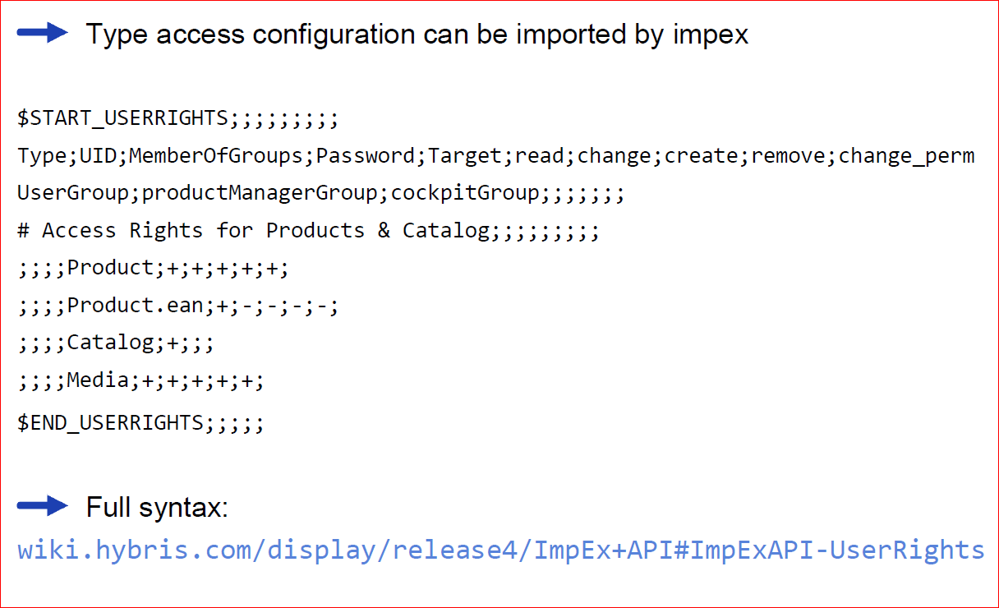 Type access configuration can be imported by impex
$START_USERRIGHTS;;;;;;;;;
Type;UID;MemberOfGroups;Password;Target;read;change;create;remove;change_perm
UserGroup;productManagerGroup;cockpitGroup;;;;;;;
# Access Rights for Products & Catalog;;;;;;;;;
;;;;Product;+;+;+;+;+;
;;;;Product.ean;+;-;-;-;-;
;;;;Catalog;+;;;
;;;;Media;+;+;+;+;+;
$END_USERRIGHTS;;;;;
Full syntax:
wiki.hybris.com/display/release4/ImpEx+API#ImpExAPI-UserRights